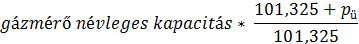 gázmérő névleges kapacitás * (101,325 + pü) / 101,325